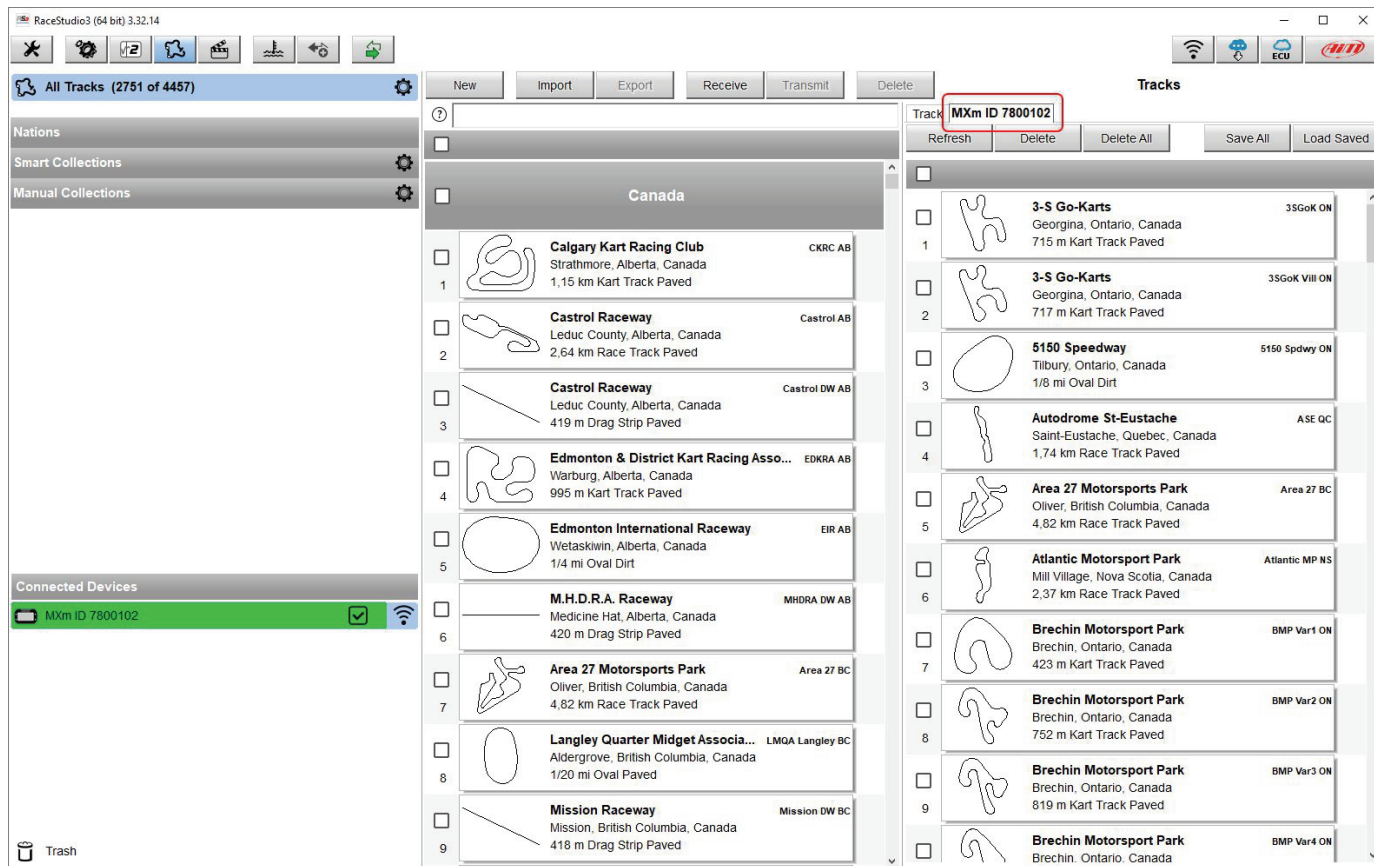 RaceStudio3 (64 bit) 3.32.14
ECU
AiM
All Tracks (2751 of 4457)
Nations
Smart Collections
Manual Collections
Connected Devices
MXm ID 7800102
Trash
New Import Export Receive Transmit Delete
Canada
1
Calgary Kart Racing Club CKRC AB
Strathmore, Alberta, Canada
1,15 km Kart Track Paved
2
Castrol Raceway Castrol AB
Leduc County, Alberta, Canada
2,64 km Race Track Paved
3
Castrol Raceway Castrol DW AB
Leduc County, Alberta, Canada
419 m Drag Strip Paved
4
Edmonton & District Kart Racing Asso... EDKRA AB
Warburg, Alberta, Canada
995 m Kart Track Paved
5
Edmonton International Raceway EIR AB
Wetaskiwin, Alberta, Canada
1/4 mi Oval Dirt
6
M.H.D.R.A. Raceway MHDRA DW AB
Medicine Hat, Alberta, Canada
420 m Drag Strip Paved
7
Area 27 Motorsports Park Area 27 BC
Oliver, British Columbia, Canada
4,82 km Race Track Paved
8
Langley Quarter Midget Associa... LMQA Langley BC
Aldergrove, British Columbia, Canada
1/20 mi Oval Paved
9
Mission Raceway Mission DW BC
Mission, British Columbia, Canada
418 m Drag Strip Paved
Tracks
Track MXm ID 7800102
Refresh Delete Delete All Save All Load Saved
1
3-S Go-Karts 3SGoK ON
Georgina, Ontario, Canada
715 m Kart Track Paved
2
3-S Go-Karts 3SGoK Vill ON
Georgina, Ontario, Canada
717 m Kart Track Paved
3
5150 Speedway 5150 Spdwy ON
Tilbury, Ontario, Canada
1/8 mi Oval Dirt
4
Autodrome St-Eustache ASE QC
Saint-Eustache, Quebec, Canada
1,74 km Race Track Paved
5
Area 27 Motorsports Park Area 27 BC
Oliver, British Columbia, Canada
4,82 km Race Track Paved
6
Atlantic Motorsport Park Atlantic MP NS
Mill Village, Nova Scotia, Canada
2,37 km Race Track Paved
7
Brechin Motorsport Park BMP Var1 ON
Brechin, Ontario, Canada
423 m Kart Track Paved
8
Brechin Motorsport Park BMP Var2 ON
Brechin, Ontario, Canada
752 m Kart Track Paved
9
Brechin Motorsport Park BMP Var3 ON
Brechin, Ontario, Canada
819 m Kart Track Paved
Brechin Motorsport Park BMP Var4 ON
Brechin, Ontario, Canada